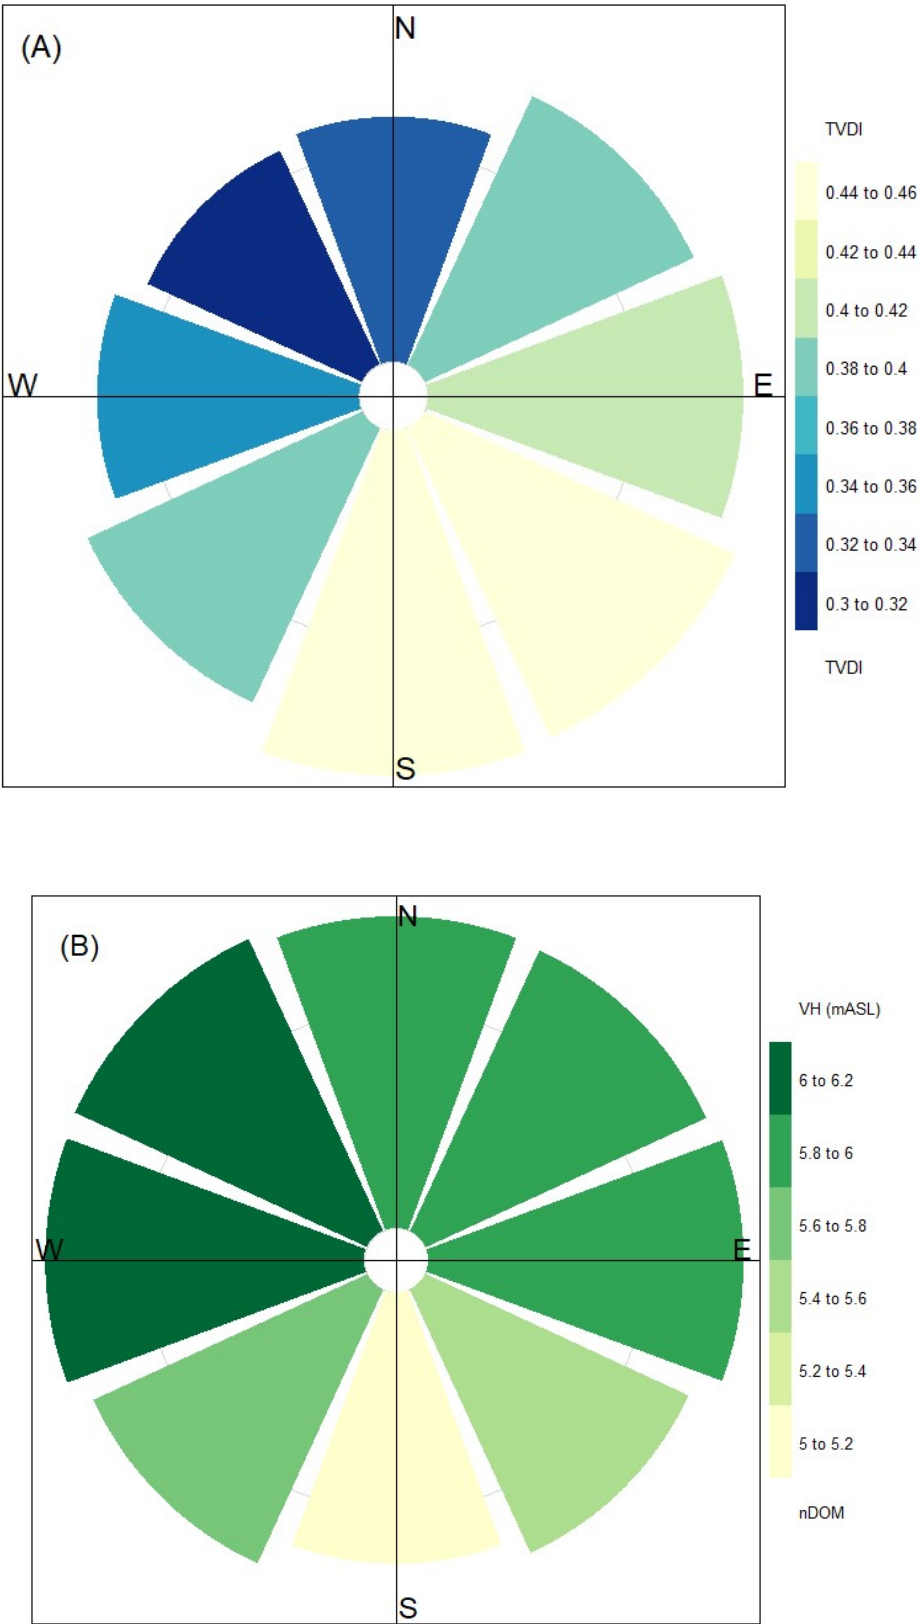 (A)
N
W
E
S
TVDI
0.44 to 0.46
0.42 to 0.44
0.4 to 0.42
0.38 to 0.4
0.36 to 0.38
0.34 to 0.36
0.32 to 0.34
0.3 to 0.32
TVDI
(B)
N
W
E
S
VH (mASL)
6 to 6.2
5.8 to 6
5.6 to 5.8
5.4 to 5.6
5.2 to 5.4
5 to 5.2
nDOM